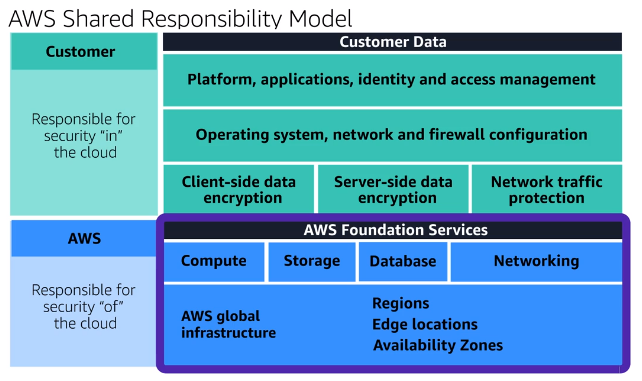 AWS Shared Responsibility Model
Customer
Responsible for
security “in”
the cloud
Customer Data
Platform, applications, identity and access management
Operating system, network and firewall configuration
Client-side data
encryption
Server-side data
encryption
Network traffic
protection
AWS
Responsible for
security “of”
the cloud
AWS Foundation Services
Compute
Storage
Database
Networking
AWS global
infrastructure
Regions
Edge locations
Availability Zones